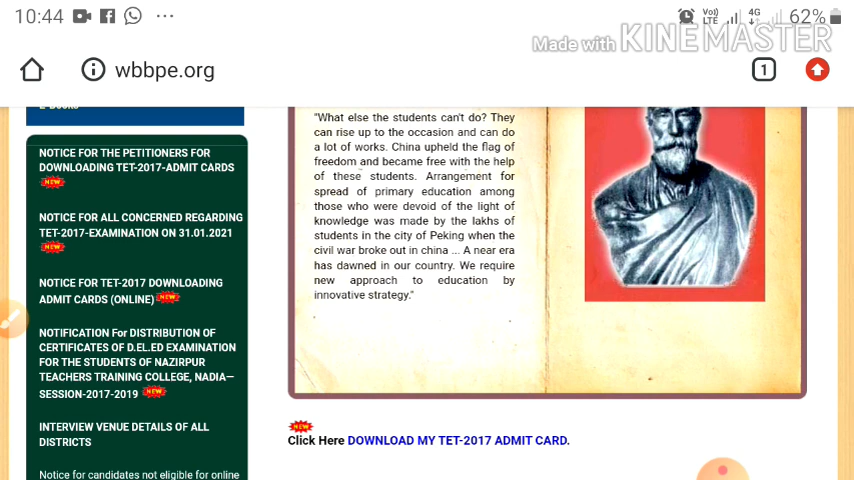 10:44
Vo)
LTE
4G
62%
Made with KINEMASTER
wbbpe.org
1
E-Books
NOTICE FOR THE PETITIONERS FOR
DOWNLOADING TET-2017-ADMIT CARDS
NEW
NOTICE FOR ALL CONCERNED REGARDING
TET-2017-EXAMINATION ON 31.01.2021
NEW
NOTICE FOR TET-2017 DOWNLOADING
ADMIT CARDS (ONLINE) NEW
NOTIFICATION For DISTRIBUTION OF
CERTIFICATES OF D.EL.ED EXAMINATION
FOR THE STUDENTS OF NAZIRPUR
TEACHERS TRAINING COLLEGE, NADIA—
SESSION-2017-2019 NEW
INTERVIEW VENUE DETAILS OF ALL
DISTRICTS
Notice for candidates not eligible for online
"What else the students can't do? They
can rise up to the occasion and can do
a lot of works. China upheld the flag of
freedom and became free with the help
of these students. Arrangement for
spread of primary education among
those who were devoid of the light of
knowledge was made by the lakhs of
students in the city of Peking when the
civil war broke out in china ... A near era
has dawned in our country. We require
new approach to education by
innovative strategy."
NEW
Click Here DOWNLOAD MY TET-2017 ADMIT CARD.